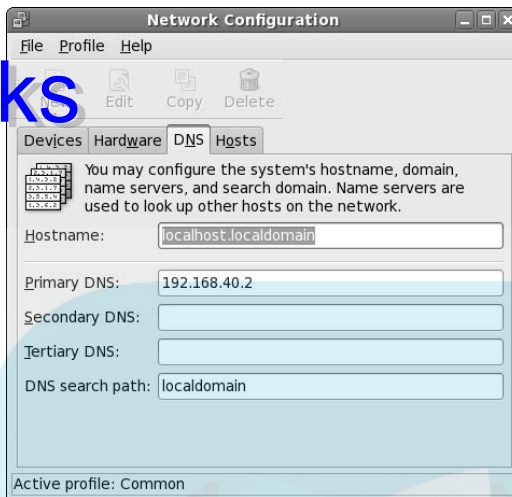 Network Configuration
File Profile Help
ks
New Edit Copy Delete
Devices Hardware DNS Hosts
You may configure the system's hostname, domain,
name servers, and search domain. Name servers are
used to look up other hosts on the network.
Hostname: localhost.localdomain
Primary DNS: 192.168.40.2
Secondary DNS:
Tertiary DNS:
DNS search path: localdomain
Active profile: Common